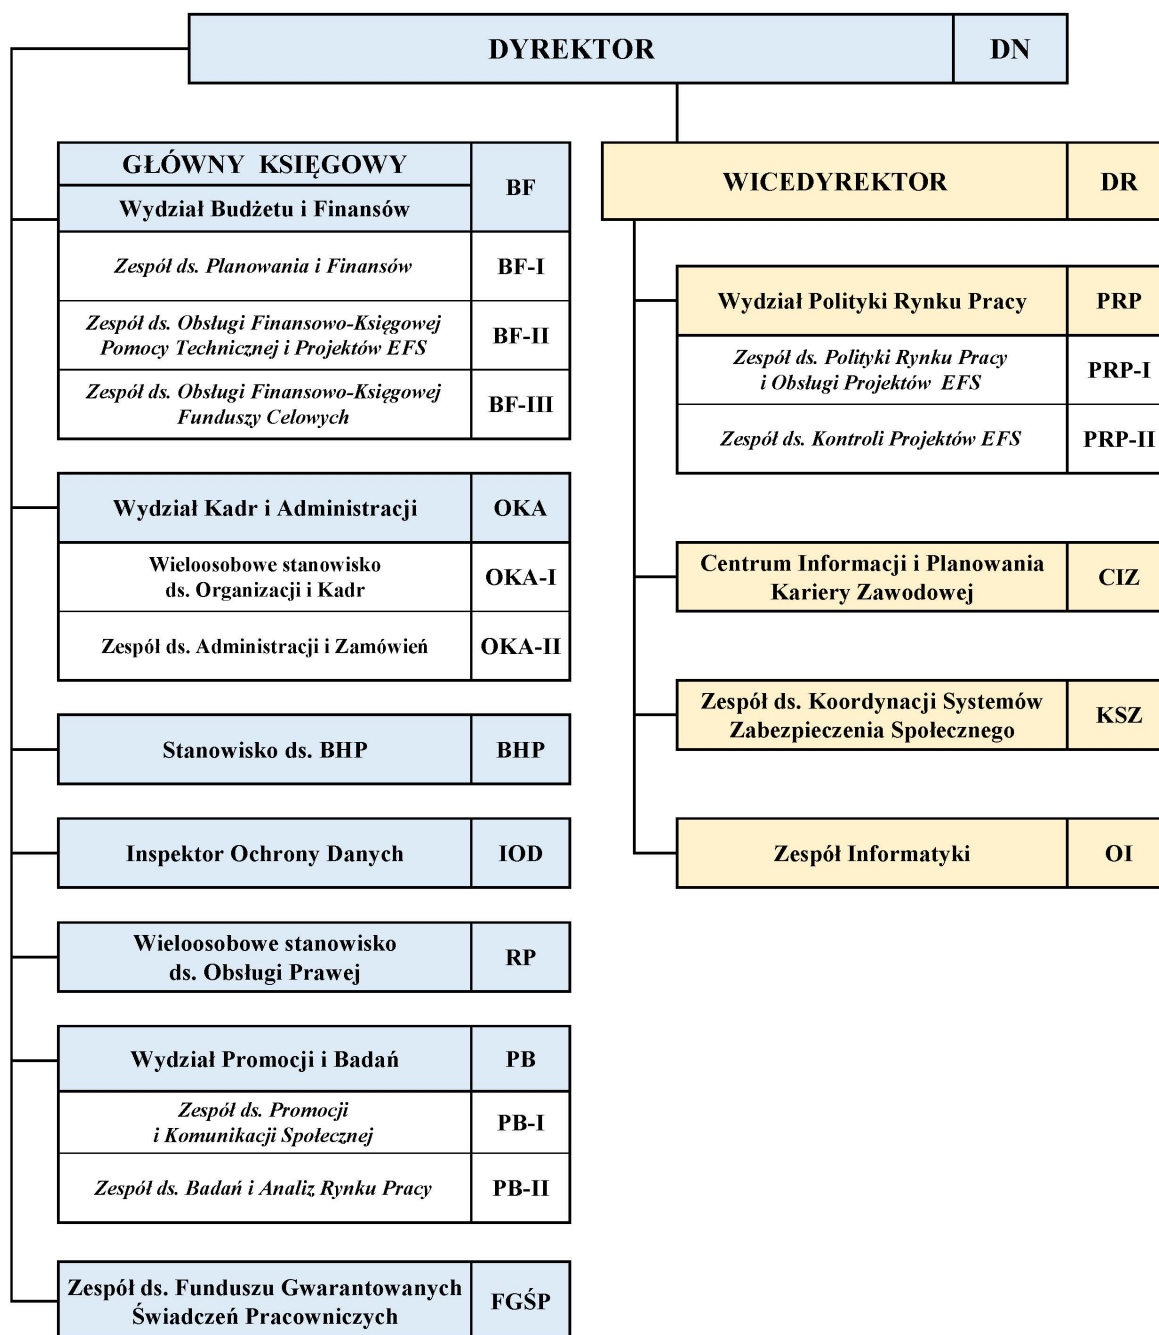 DYREKTOR DN
GŁÓWNY KSIĘGOWY BF
Wydział Budżetu i Finansów
Zespół ds. Planowania i Finansów BF-I
Zespół ds. Obsługi Finansowo-Księgowej
Pomocy Technicznej i Projektów EFS BF-II
Zespół ds. Obsługi Finansowo-Księgowej
Funduszy Celowych BF-III
Wydział Kadr i Administracji OKA
Wieloosobowe stanowisko
ds. Organizacji i Kadr OKA-I
Zespół ds. Administracji i Zamówień OKA-II
Stanowisko ds. BHP BHP
Inspektor Ochrony Danych IOD
Wieloosobowe stanowisko
ds. Obsługi Prawej RP
Wydział Promocji i Badań PB
Zespół ds. Promocji
i Komunikacji Społecznej PB-I
Zespół ds. Badań i Analiz Rynku Pracy PB-II
Zespół ds. Funduszu Gwarantowanych
Świadczeń Pracowniczych FGŚP
WICEDYREKTOR DR
Wydział Polityki Rynku Pracy PRP
Zespół ds. Polityki Rynku Pracy
i Obsługi Projektów EFS PRP-I
Zespół ds. Kontroli Projektów EFS PRP-II
Centrum Informacji i Planowania
Kariery Zawodowej CIZ
Zespół ds. Koordynacji Systemów
Zabezpieczenia Społecznego KSZ
Zespół Informatyki OI